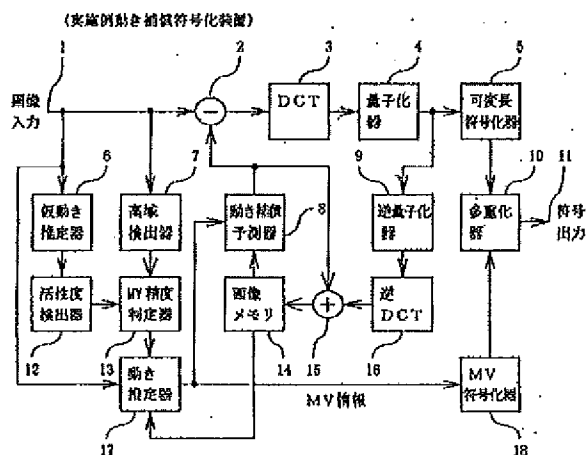 (実施例動き補償符号化装置)
1
2
3
4
5
画像
入力
DCT
量子化
器
可変長
符号化器
6
7
8
9
10
11
仮動き
推定器
高域
検出器
動き補償
予測器
逆量子化
器
多重化
器
符号
出力
活性度
検出器
MV精度
判定器
画像
メモリ
逆
DCT
12
13
14
15
16
動き
推定器
MV情報
MV
符号化器
17
18